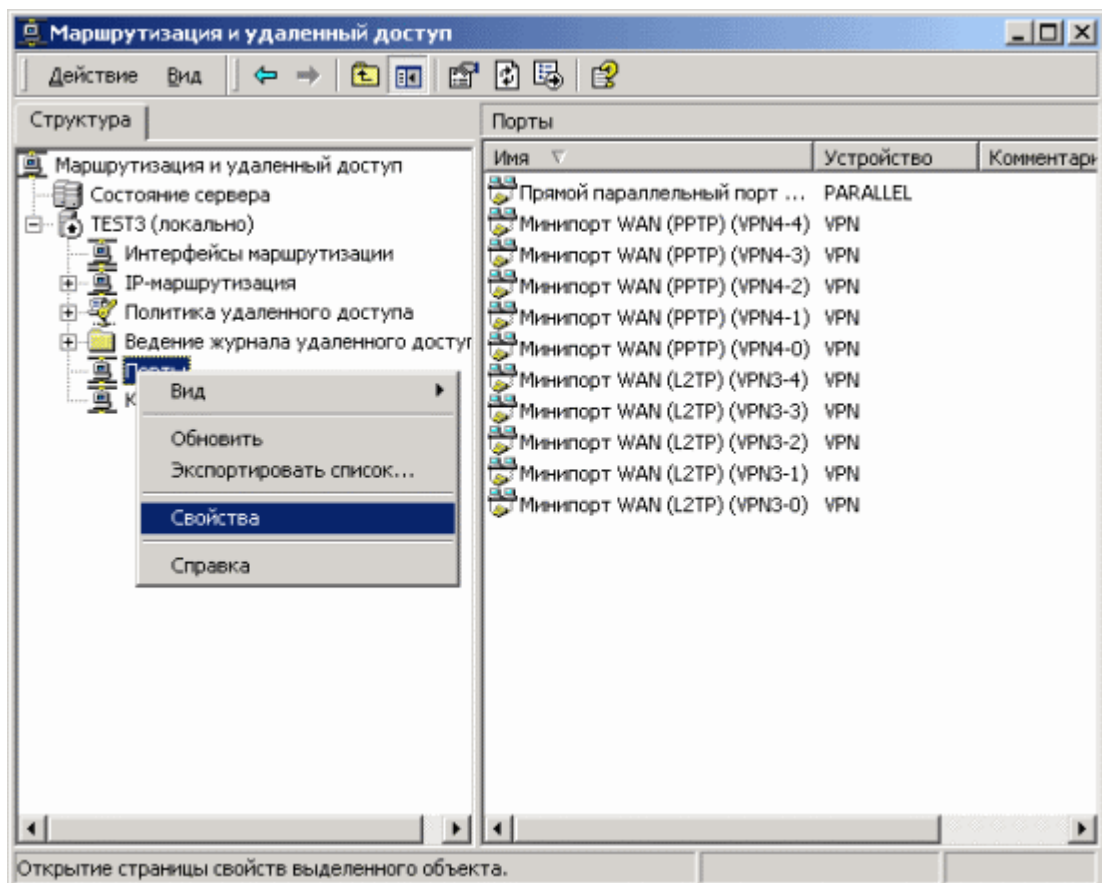 Маршрутизация и удаленный доступ
Действие Вид
Структура
Порты
Маршрутизация и удаленный доступ
Состояние сервера
TEST3 (локально)
Интерфейсы маршрутизации
IP-маршрутизация
Политика удаленного доступа
Ведение журнала удаленного досту
Порты
К
Вид
Обновить
Экспортировать список...
Свойства
Справка
Имя Устройство Комментари
Прямой параллельный порт ... PARALLEL
Минипорт WAN (PPTP) (VPN4-4) VPN
Минипорт WAN (PPTP) (VPN4-3) VPN
Минипорт WAN (PPTP) (VPN4-2) VPN
Минипорт WAN (PPTP) (VPN4-1) VPN
Минипорт WAN (PPTP) (VPN4-0) VPN
Минипорт WAN (L2TP) (VPN3-4) VPN
Минипорт WAN (L2TP) (VPN3-3) VPN
Минипорт WAN (L2TP) (VPN3-2) VPN
Минипорт WAN (L2TP) (VPN3-1) VPN
Минипорт WAN (L2TP) (VPN3-0) VPN
Открытие страницы свойств выделенного объекта.